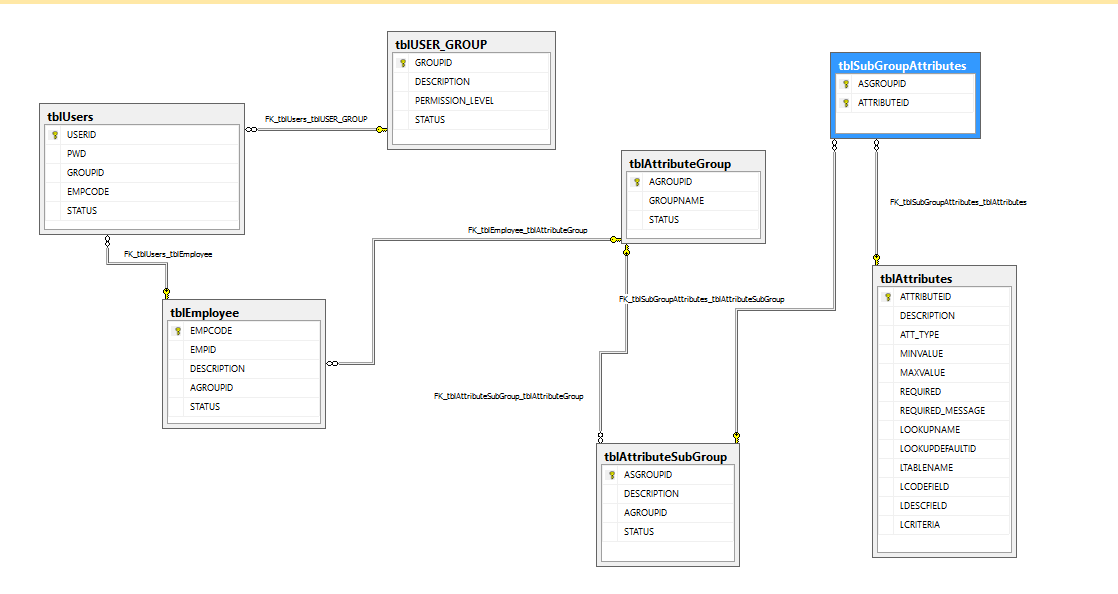 tblUSER_GROUP
GROUPID
DESCRIPTION
PERMISSION_LEVEL
STATUS
tblSubGroupAttributes
ASGROUPID
ATTRIBUTEID
tblUsers
USERID
PWD
GROUPID
EMPCODE
STATUS
FK_tblUsers_tblUSER_GROUP
tblAttributeGroup
AGROUPID
GROUPNAME
STATUS
FK_tblSubGroupAttributes_tblAttributes
FK_tblEmployee_tblAttributeGroup
FK_tblUsers_tblEmployee
tblAttributes
ATTRIBUTEID
DESCRIPTION
ATT_TYPE
MINVALUE
MAXVALUE
REQUIRED
REQUIRED_MESSAGE
LOOKUPNAME
LOOKUPDEFAULTID
LTABLENAME
LCODEFIELD
LDESCFIELD
LCRITERIA
FK_tblSubGroupAttributes_tblAttributeSubGroup
tblEmployee
EMPCODE
EMPID
DESCRIPTION
AGROUPID
STATUS
FK_tblAttributeSubGroup_tblAttributeGroup
tblAttributeSubGroup
ASGROUPID
DESCRIPTION
AGROUPID
STATUS